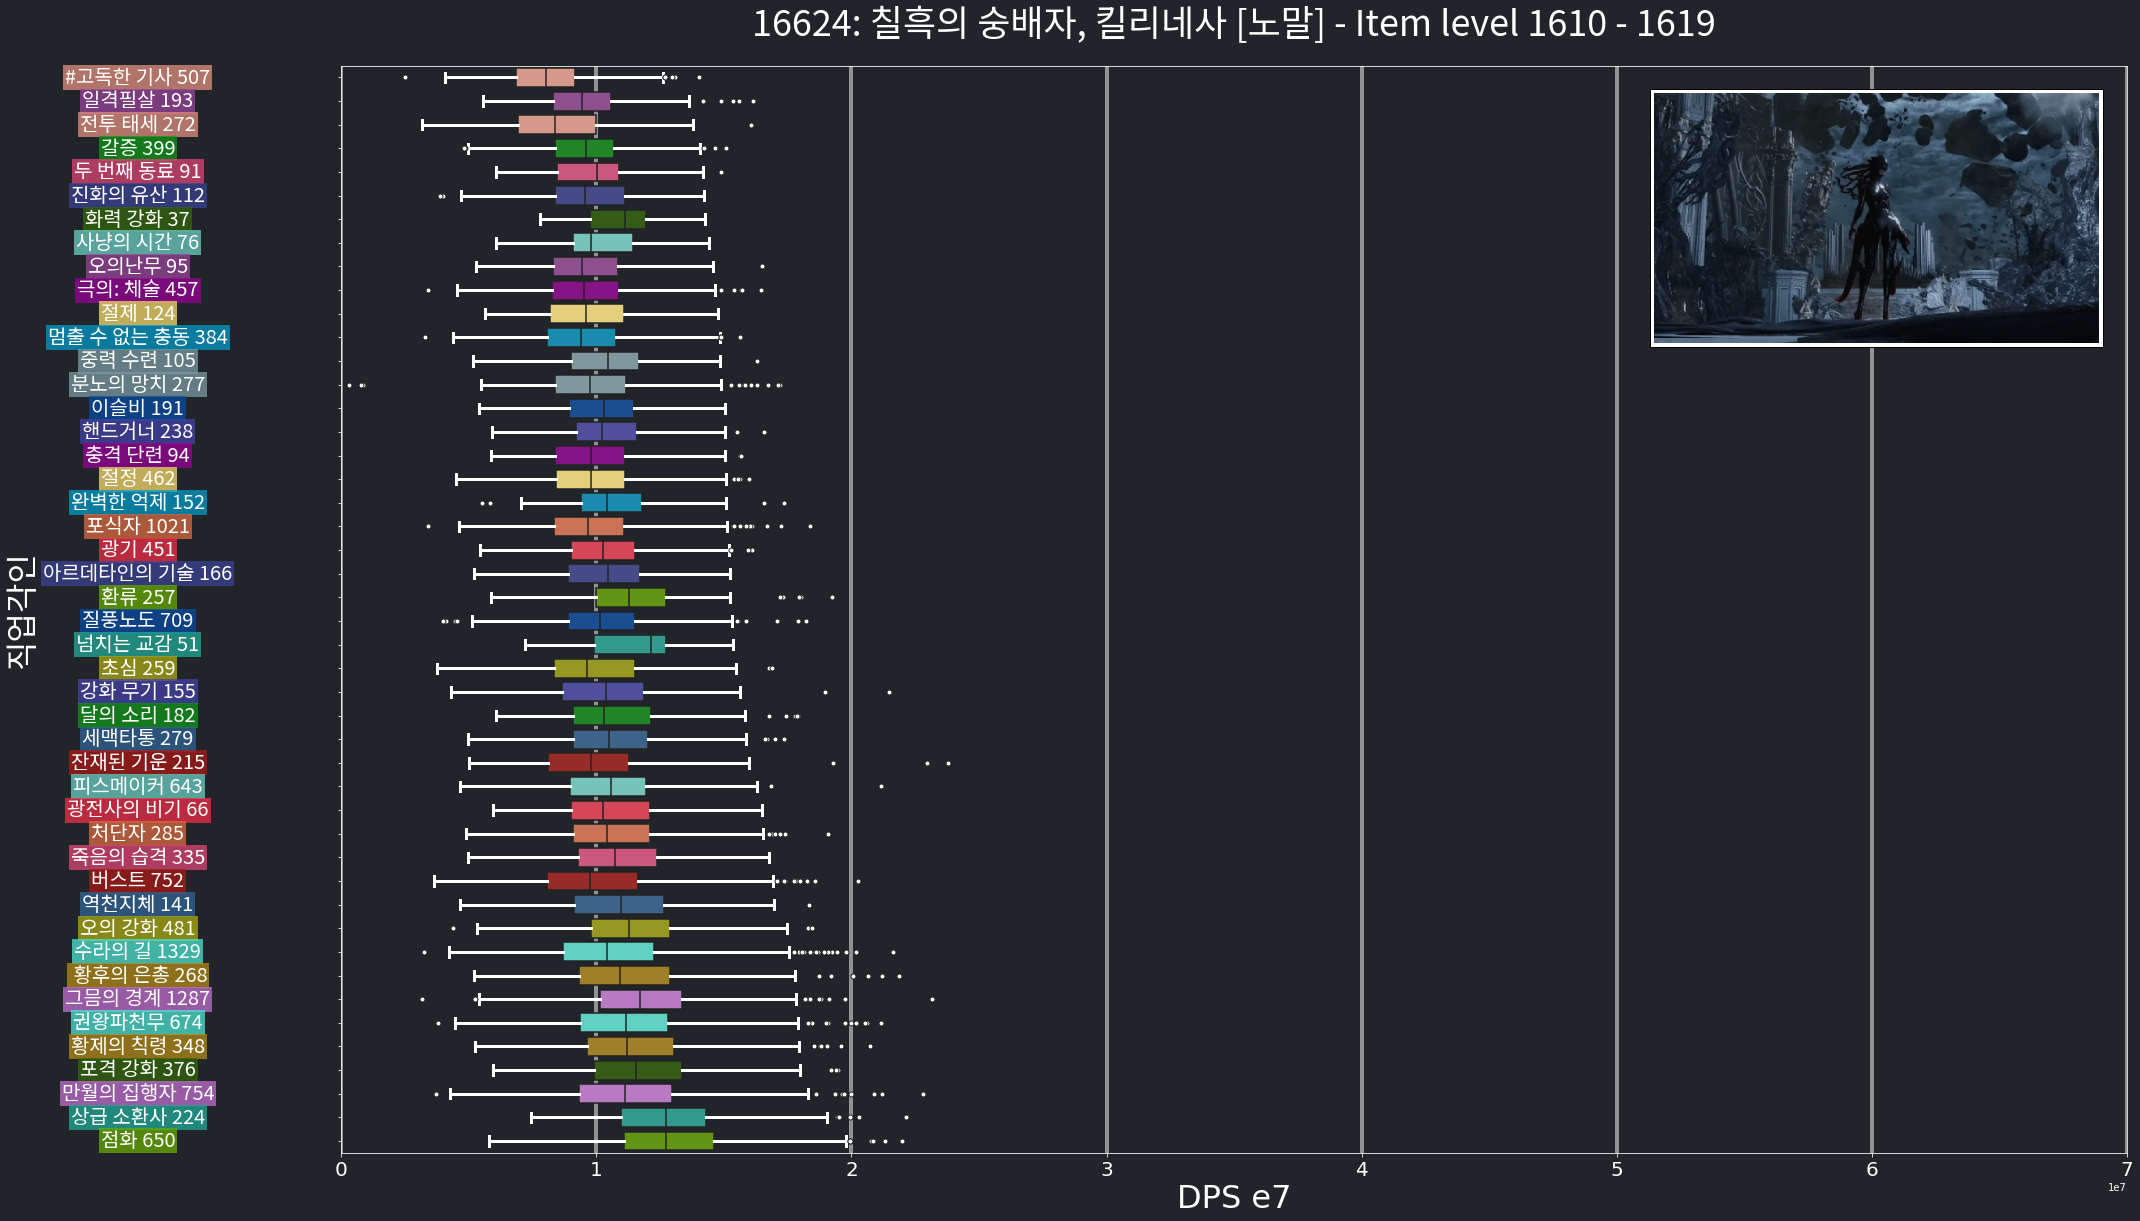 16624: 칠흑의 숭배자, 킬리네사 [노말] - Item level 1610 - 1619
직업각인
#고독한 기사 507
일격필살 193
전투 태세 272
갈증 399
두 번째 동료 91
진화의 유산 112
화력 강화 37
사냥의 시간 76
오의난무 95
극의: 체술 457
절제 124
멈출 수 없는 충동 384
중력 수련 105
분노의 망치 277
이슬비 191
핸드거너 238
충격 단련 94
절정 462
완벽한 억제 152
포식자 1021
광기 451
아르데타인의 기술 166
환류 257
질풍노도 709
넘치는 교감 51
초심 259
강화 무기 155
달의 소리 182
세맥타통 279
잔재된 기운 215
피스메이커 643
광전사의 비기 66
처단자 285
죽음의 습격 335
버스트 752
역천지체 141
오의 강화 481
수라의 길 1329
황후의 은총 268
그믐의 경계 1287
권왕파천무 674
황제의 칙령 348
포격 강화 376
만월의 집행자 754
상급 소환사 224
점화 650
0 1 2 3 4 5 6 7
1e7
DPS e7